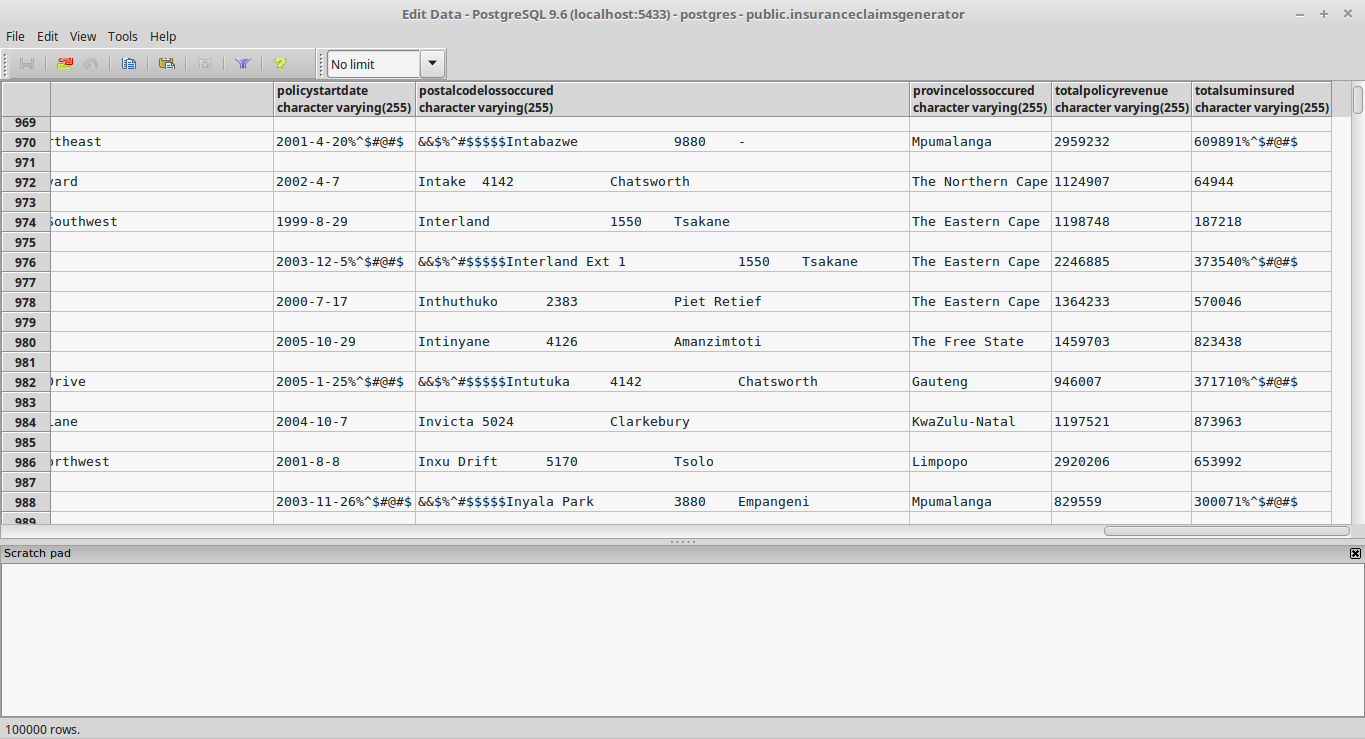 Edit Data - PostgreSQL 9.6 (localhost:5433) - postgres - public.insuranceclaimsgenerator
File Edit View Tools Help
No limit
policystartdate postalcodelossoccured provincelossoccured totalpolicyrevenue totalsuminsured
character varying(255) character varying(255) character varying(255) character varying(255) character varying(255)
969
970 rtheast 2001-4-20%^$#@#$ &&$%^#$$$$$Intabazwe 9880 - Mpumalanga 2959232 609891%^$#@#$
971
972 yard 2002-4-7 Intake 4142 Chatsworth The Northern Cape 1124907 64944
973
974 Southwest 1999-8-29 Interland 1550 Tsakane The Eastern Cape 1198748 187218
975
976 2003-12-5%^$#@#$ &&$%^#$$$$$Interland Ext 1 1550 Tsakane The Eastern Cape 2246885 373540%^$#@#$
977
978 2000-7-17 Inthuthuko 2383 Piet Retief The Eastern Cape 1364233 570046
979
980 2005-10-29 Intinyane 4126 Amanzimtoti The Free State 1459703 823438
981
982 Drive 2005-1-25%^$#@#$ &&$%^#$$$$$Intutuka 4142 Chatsworth Gauteng 946007 371710%^$#@#$
983
984 Lane 2004-10-7 Invicta 5024 Clarkebury KwaZulu-Natal 1197521 873963
985
986 orthwest 2001-8-8 Inxu Drift 5170 Tsolo Limpopo 2920206 653992
987
988 2003-11-26%^$#@#$ &&$%^#$$$$$Inyala Park 3880 Empangeni Mpumalanga 829559 300071%^$#@#$
989
Scratch pad
100000 rows.